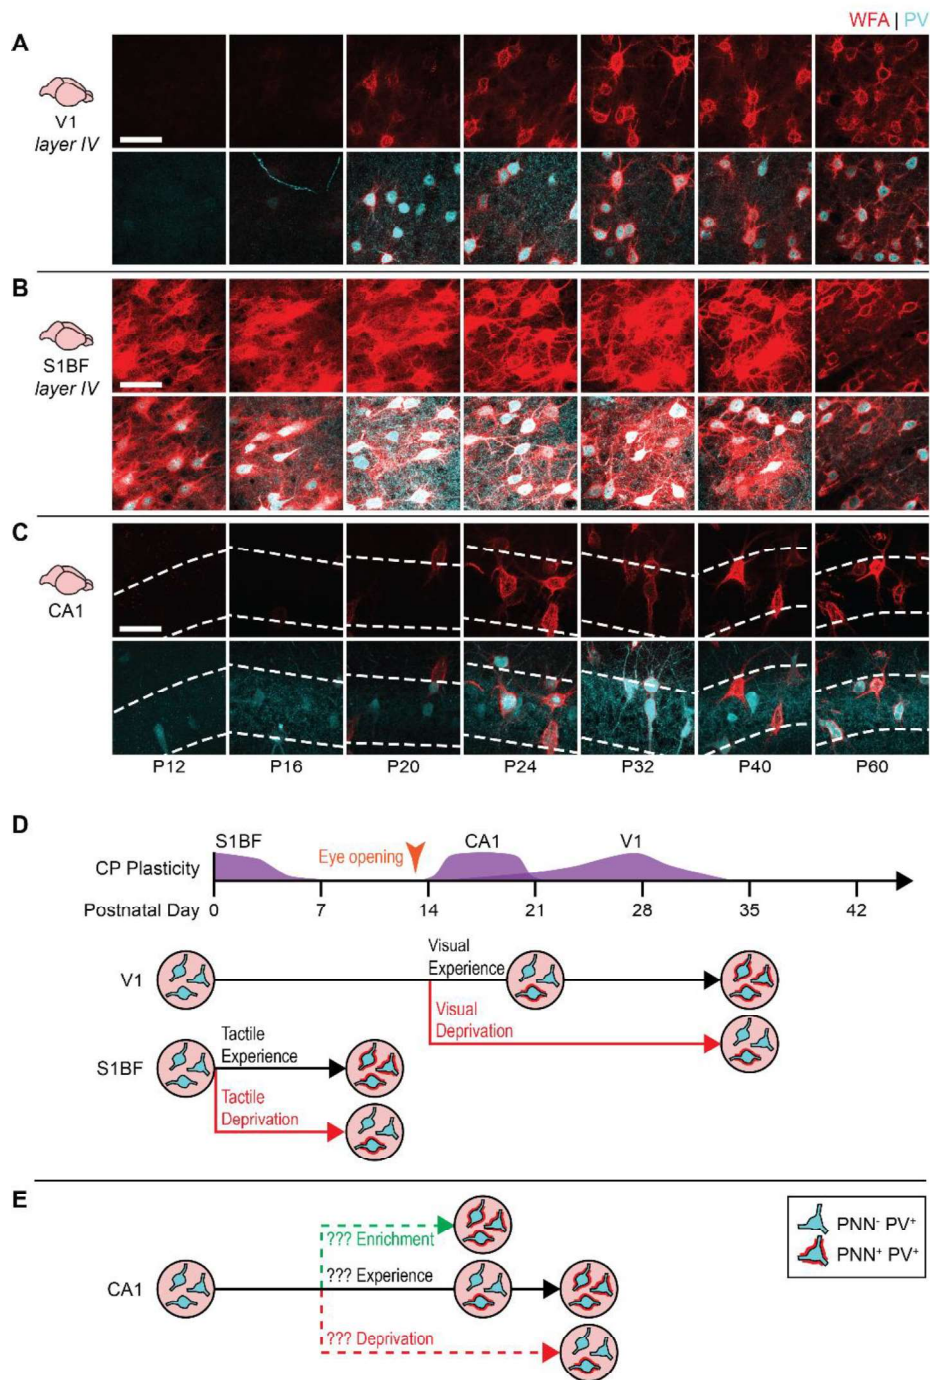 WFA | PV
A
V1
layer IV
B
S1BF
layer IV
C
CA1
P12 P16 P20 P24 P32 P40 P60
D
S1BF CA1 V1
Eye opening
CP Plasticity
Postnatal Day 0 7 14 21 28 35 42
V1
Visual
Experience
Visual
Deprivation
S1BF
Tactile
Experience
Tactile
Deprivation
E
CA1
??? Enrichment
??? Experience
??? Deprivation
PNN⁻ PV⁺
PNN⁺ PV⁺